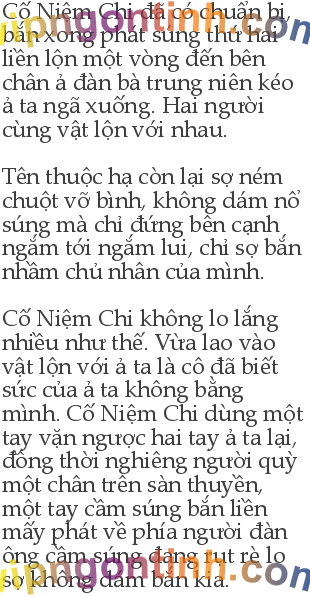 Cố Niệm Chi đã có chuẩn bị,
bắn xong phát súng thứ hai
liền lộn một vòng đến bên
chân ả đàn bà trung niên kéo
ả ta ngã xuống. Hai người
cùng vật lộn với nhau.
Tên thuộc hạ còn lại sợ ném
chuột vỡ bình, không dám nổ
súng mà chỉ đứng bên cạnh
ngắm tới ngắm lui, chỉ sợ bắn
nhầm chủ nhân của mình.
Cố Niệm Chi không lo lắng
nhiều như thế. Vừa lao vào
vật lộn với ả ta là cô đã biết
sức của ả ta không bằng
mình. Cố Niệm Chi dùng một
tay vặn ngược hai tay ả ta lại,
đồng thời nghiêng người quỳ
một chân trên sàn thuyền,
một tay cầm súng bắn liền
mấy phát về phía người đàn
ông cầm súng đang rụt rè lo
sợ không dám bắn kia.